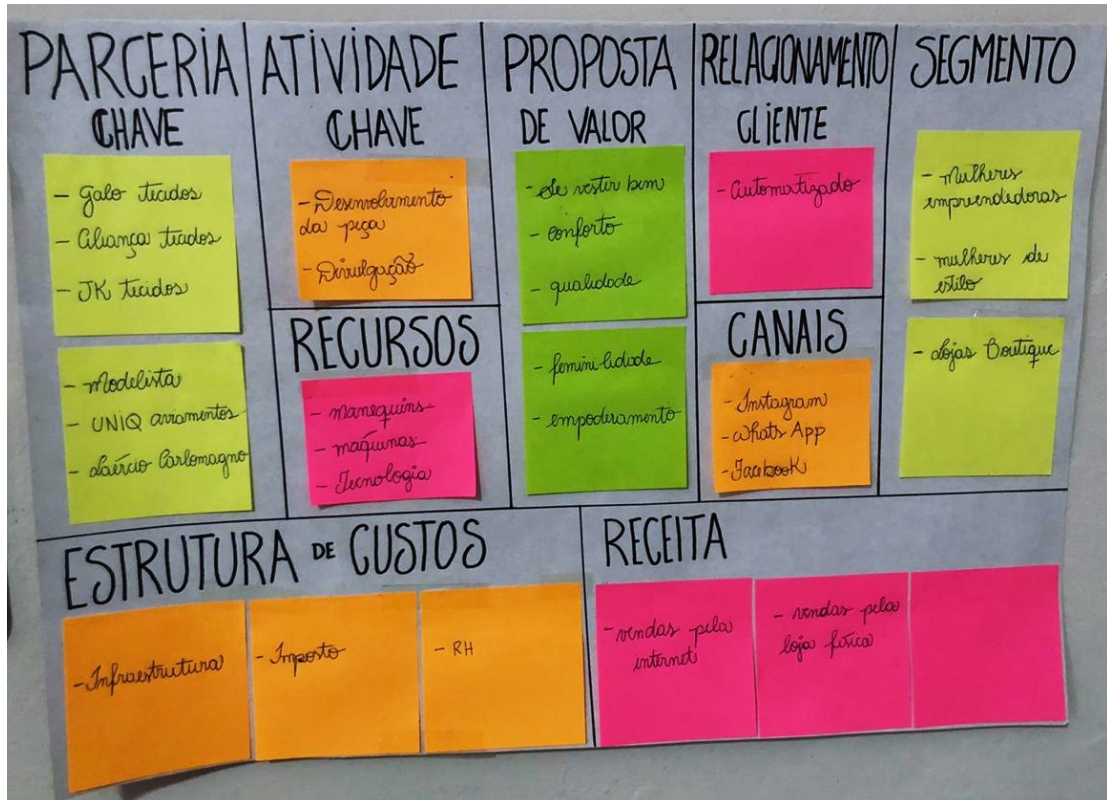 PARCERIA
CHAVE
- Galo tecidos
- Aliança tecidos
- JK tecidos
- Modelista
- UNIQ aviamentos
- Laércio Carlomagno
ATIVIDADE
CHAVE
- Desenvolvimento
da peça
- Divulgação
RECURSOS
- manequins
- maquinas
- Tecnologia
PROPOSTA
DE VALOR
- Se vestir bem
- conforto
- qualidade
- feminilidade
- empoderamento
RELACIONAMENTO
CLIENTE
- Automatizado
CANAIS
- Instagram
- Whats App
- Facebook
SEGMENTO
- Mulheres
empreendedoras
- mulheres de
estilo
- Lojas Boutique
ESTRUTURA DE CUSTOS
- Infraestrutura
- Imposto
- RH
RECEITA
- vendas pela
internet
- vendas pela
loja física